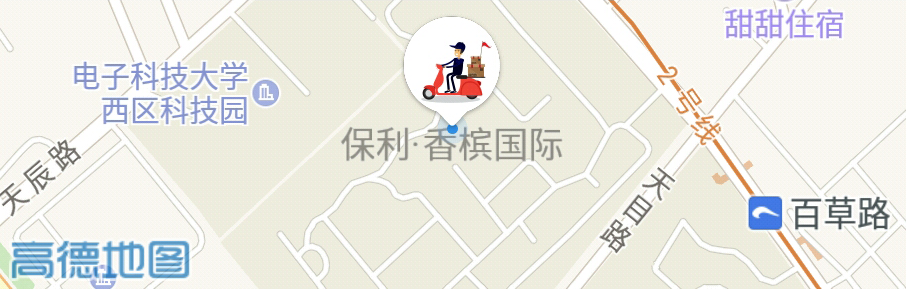 甜甜住宿
电子科技大学
西区科技园
2号线
保利·香槟国际
天辰路
天目路
百草路
高德地图